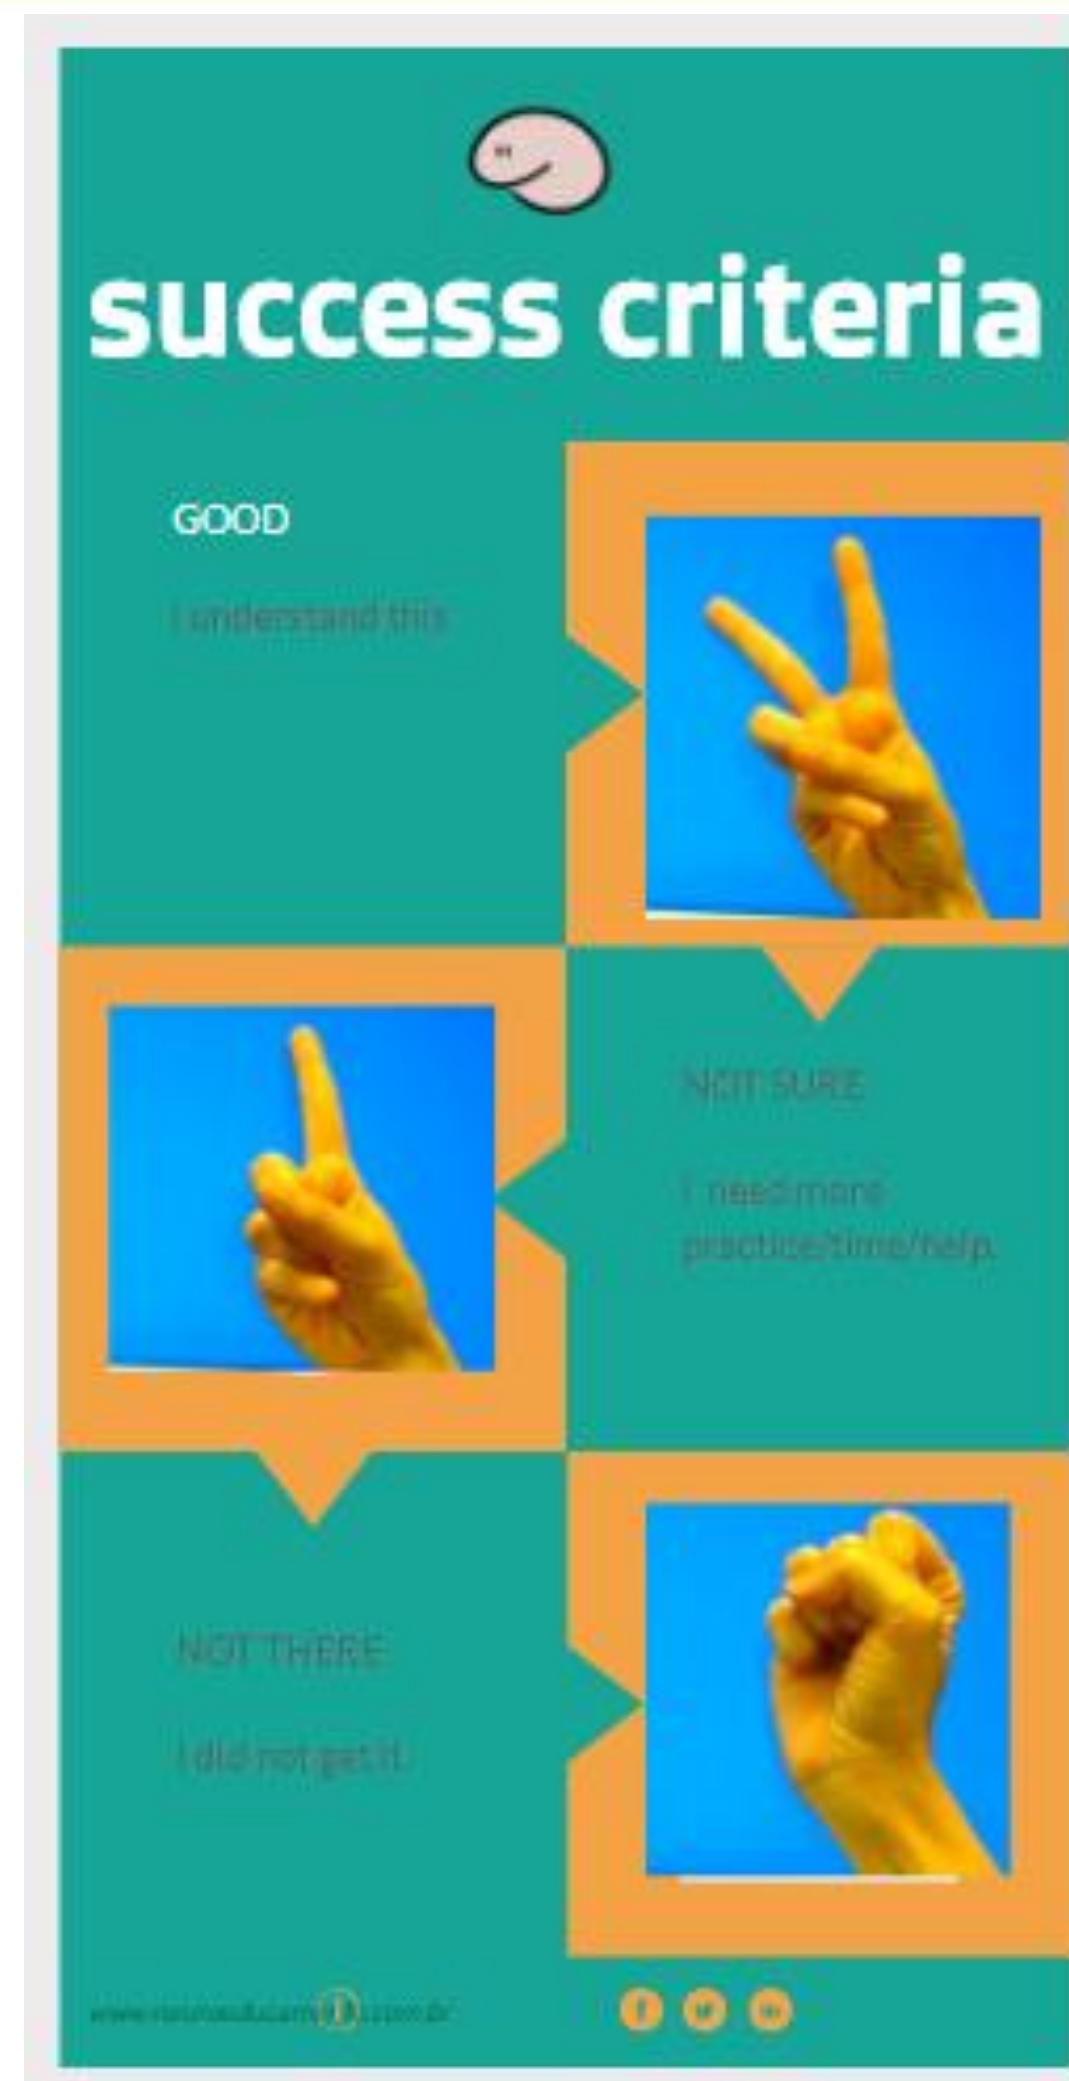 success criteria
GOOD
I understand this
NOT SURE
I need more
practice/time/help.
NOT THERE
I did not get it.